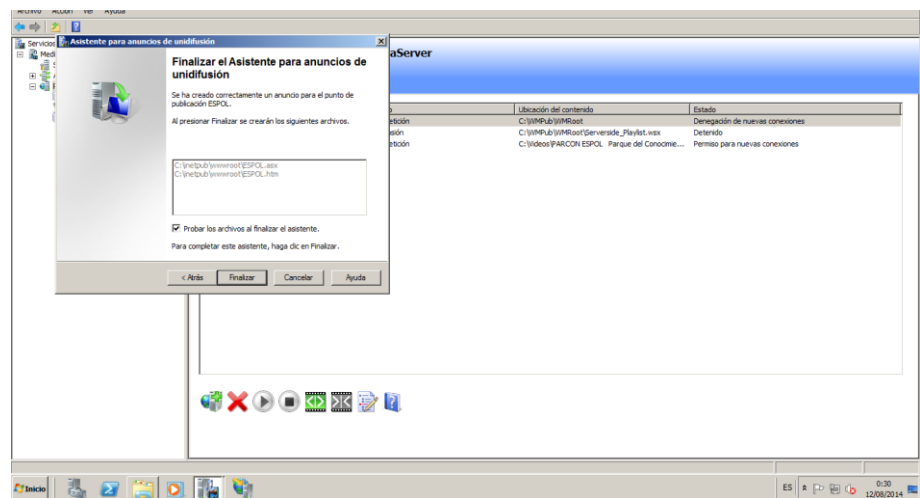 Archivo Acción Ver Ayuda
Servicios
Medi
Asistente para anuncios de unidifusión
Finalizar el Asistente para anuncios de
unidifusión
Se ha creado correctamente un anuncio para el punto de
publicación ESPOL.
Al presionar Finalizar se crearán los siguientes archivos.
C:\inetpub\wwwroot\ESPOL.asx
C:\inetpub\wwwroot\ESPOL.htm
Probar los archivos al finalizar el asistente.
Para completar este asistente, haga clic en Finalizar.
< Atrás Finalizar Cancelar Ayuda
aServer
Ubicación del contenido Estado
etición C:\WMPub\WMRoot Denegación de nuevas conexiones
sión C:\WMPub\WMRoot\Serverside_Playlist.wsx Detenido
etición C:\Videos\PARCON ESPOL Parque del Conocimie... Permiso para nuevas conexiones
Inicio
ES
0:30
12/08/2014